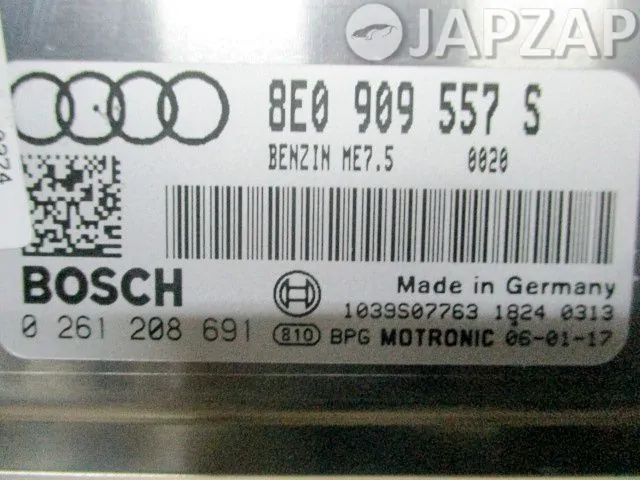 JAPZAP
8E0 909 557 S
BENZIN ME7.5 0020
BOSCH
Made in Germany
0 261 208 691
1039S07763 1824 0313
810 BPG MOTRONIC 06-01-17